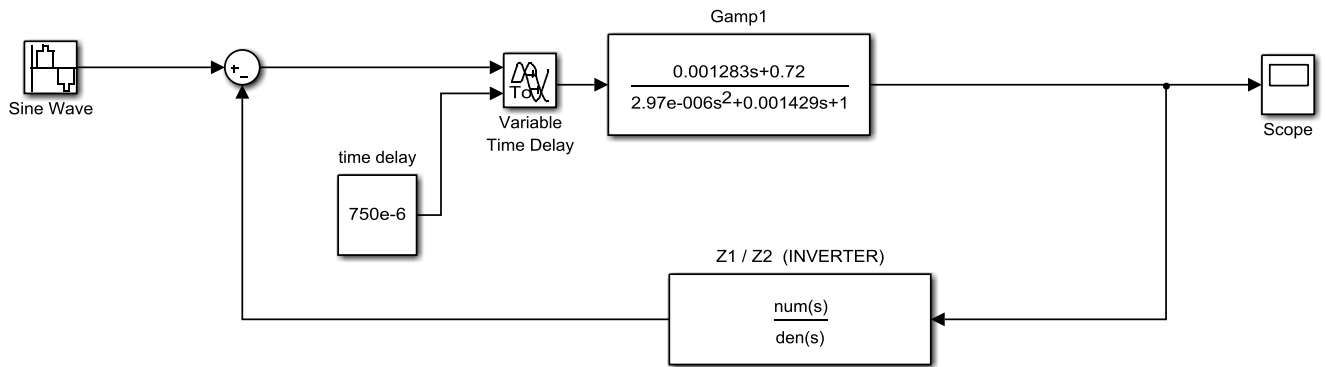 Gamp1
Sine Wave
+
−
To
Variable
Time Delay
0.001283s+0.72
2.97e-006s2+0.001429s+1
Scope
time delay
750e-6
Z1 / Z2 (INVERTER)
num(s)
den(s)